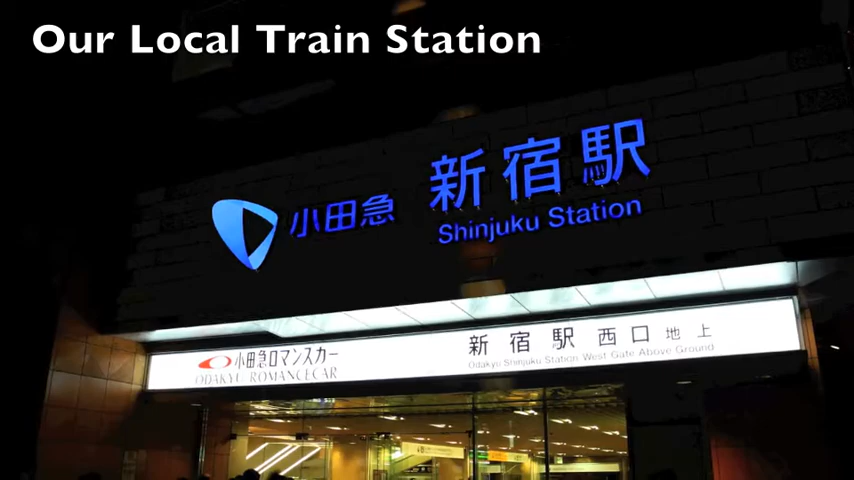 Our Local Train Station
小田急 新宿駅
Shinjuku Station
小田急ロマンスカー
ODAKYU ROMANCECAR
新宿駅 西口 地上
Odakyu Shinjuku Station West Gate Above Ground